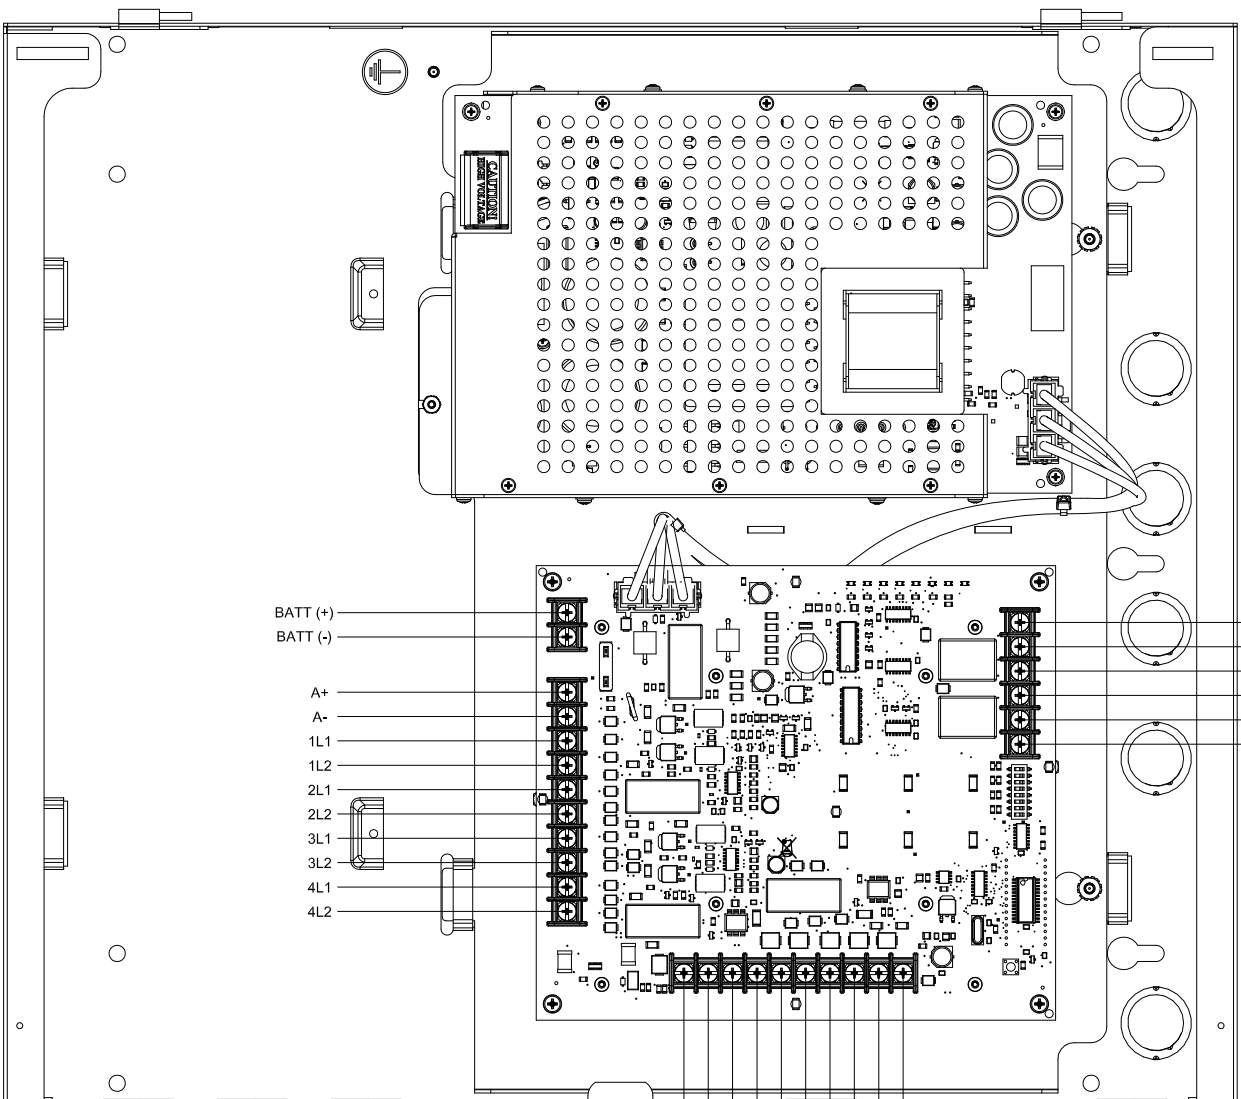 CAUTION!
HIGH VOLTAGE
BATT (+)
BATT (-)
A+
A-
1L1
1L2
2L1
2L2
3L1
3L2
4L1
4L2